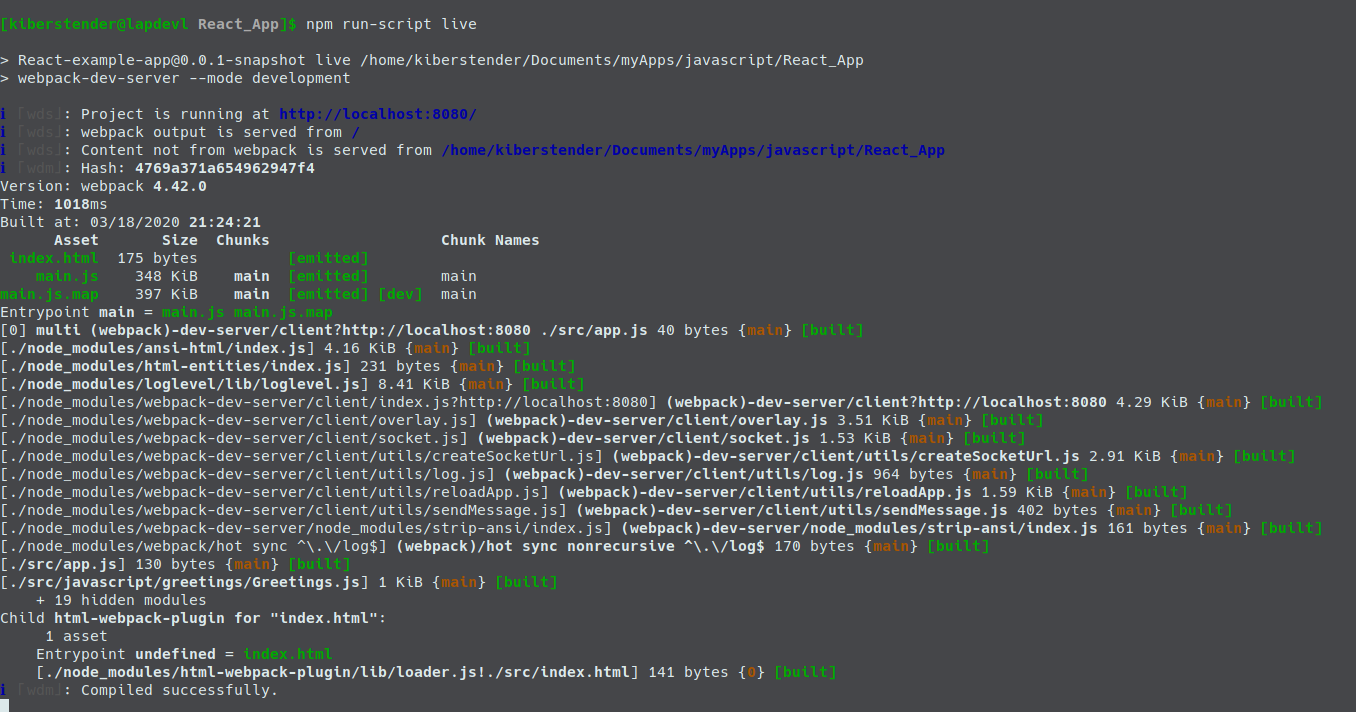 [kiberstender@lapdevl React_App]$ npm run-script live
> React-example-app@0.0.1-snapshot live /home/kiberstender/Documents/myApps/javascript/React_App
> webpack-dev-server --mode development
ℹ ｢wds｣: Project is running at http://localhost:8080/
ℹ ｢wds｣: webpack output is served from /
ℹ ｢wds｣: Content not from webpack is served from /home/kiberstender/Documents/myApps/javascript/React_App
ℹ ｢wdm｣: Hash: 4769a371a654962947f4
Version: webpack 4.42.0
Time: 1018ms
Built at: 03/18/2020 21:24:21
Asset Size Chunks Chunk Names
index.html 175 bytes [emitted]
main.js 348 KiB main [emitted] main
main.js.map 397 KiB main [emitted] [dev] main
Entrypoint main = main.js main.js.map
[0] multi (webpack)-dev-server/client?http://localhost:8080 ./src/app.js 40 bytes {main} [built]
[./node_modules/ansi-html/index.js] 4.16 KiB {main} [built]
[./node_modules/html-entities/index.js] 231 bytes {main} [built]
[./node_modules/loglevel/lib/loglevel.js] 8.41 KiB {main} [built]
[./node_modules/webpack-dev-server/client/index.js?http://localhost:8080] (webpack)-dev-server/client?http://localhost:8080 4.29 KiB {main} [built]
[./node_modules/webpack-dev-server/client/overlay.js] (webpack)-dev-server/client/overlay.js 3.51 KiB {main} [built]
[./node_modules/webpack-dev-server/client/socket.js] (webpack)-dev-server/client/socket.js 1.53 KiB {main} [built]
[./node_modules/webpack-dev-server/client/utils/createSocketUrl.js] (webpack)-dev-server/client/utils/createSocketUrl.js 2.91 KiB {main} [built]
[./node_modules/webpack-dev-server/client/utils/log.js] (webpack)-dev-server/client/utils/log.js 964 bytes {main} [built]
[./node_modules/webpack-dev-server/client/utils/reloadApp.js] (webpack)-dev-server/client/utils/reloadApp.js 1.59 KiB {main} [built]
[./node_modules/webpack-dev-server/client/utils/sendMessage.js] (webpack)-dev-server/client/utils/sendMessage.js 402 bytes {main} [built]
[./node_modules/webpack-dev-server/node_modules/strip-ansi/index.js] (webpack)-dev-server/node_modules/strip-ansi/index.js 161 bytes {main} [built]
[./node_modules/webpack/hot sync ^\.\/log$] (webpack)/hot sync nonrecursive ^\.\/log$ 170 bytes {main} [built]
[./src/app.js] 130 bytes {main} [built]
[./src/javascript/greetings/Greetings.js] 1 KiB {main} [built]
+ 19 hidden modules
Child html-webpack-plugin for "index.html":
1 asset
Entrypoint undefined = index.html
[./node_modules/html-webpack-plugin/lib/loader.js!./src/index.html] 141 bytes {0} [built]
ℹ ｢wdm｣: Compiled successfully.